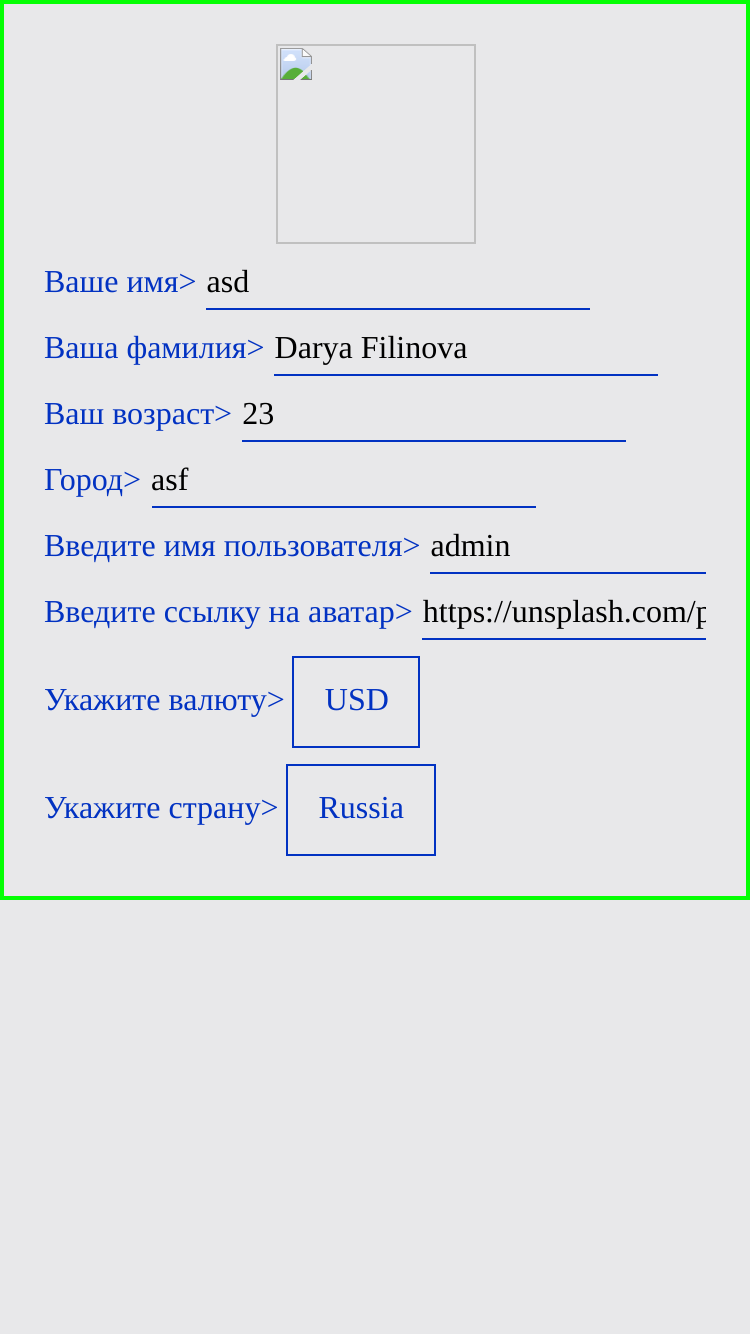 Ваше имя> asd
Ваша фамилия> Darya Filinova
Ваш возраст> 23
Город> asf
Введите имя пользователя> admin
Введите ссылку на аватар> https://unsplash.com/p
Укажите валюту> USD
Укажите страну> Russia